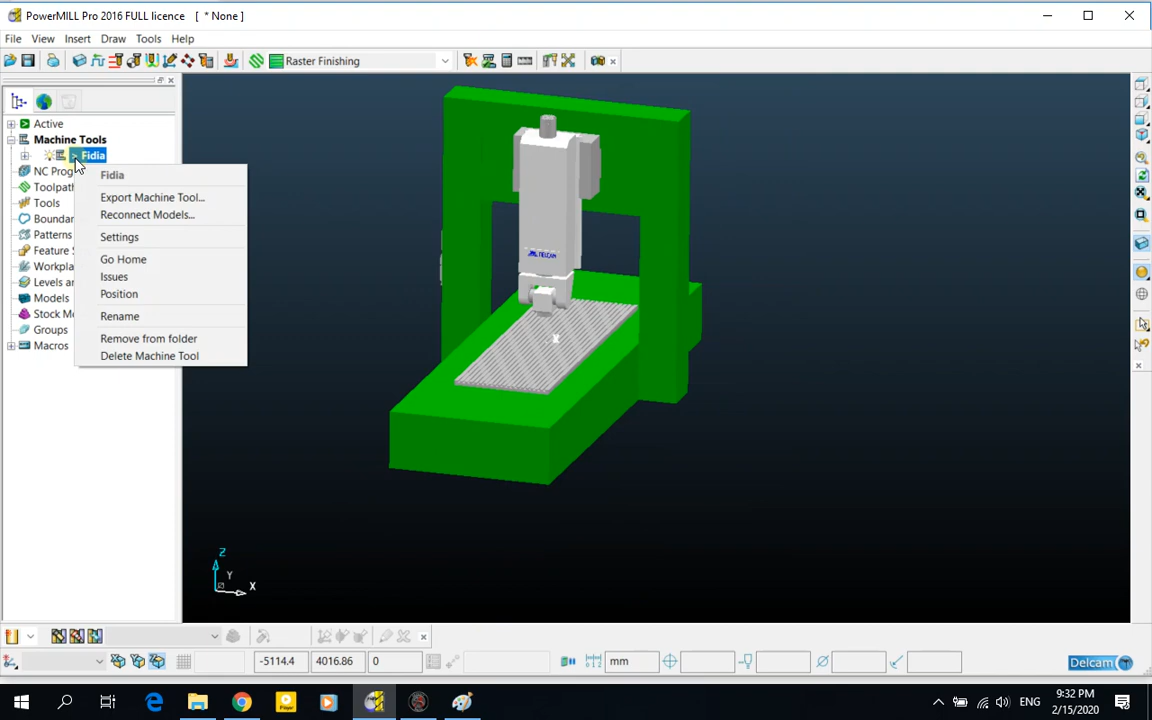 PowerMILL Pro 2016 FULL licence [ * None ]
File View Insert Draw Tools Help
Raster Finishing
Active
Machine Tools
> Fidia
NC Prog
Toolpath
Tools
Boundar
Patterns
Feature S
Workpla
Levels ar
Models
Stock M
Groups
Macros
Fidia
Export Machine Tool...
Reconnect Models...
Settings
Go Home
Issues
Position
Rename
Remove from folder
Delete Machine Tool
DELCAM
X
Z
Y
X
-5114.4 4016.86 0 mm Delcam
ENG 9:32 PM
2/15/2020